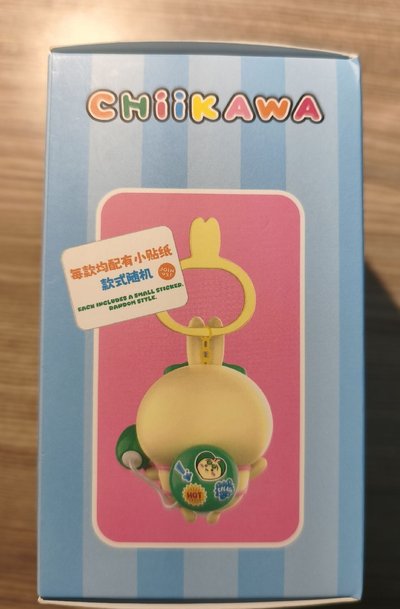 CHIIKAWA
每款均配有小贴纸
款式随机
EACH INCLUDES A SMALL STICKER.
RANDOM STYLE.
HOT